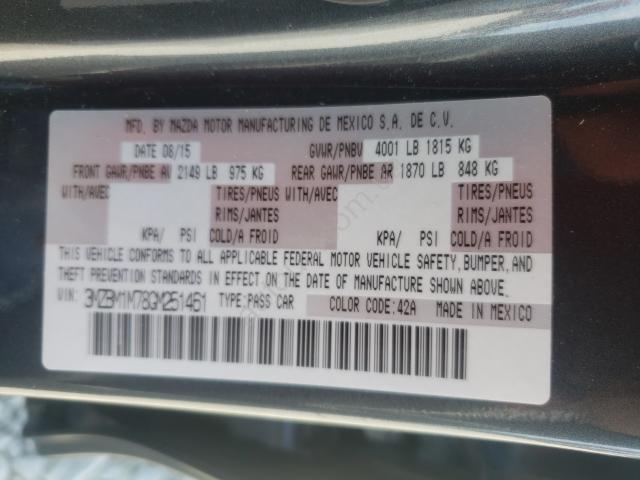 MFD. BY MAZDA MOTOR MANUFACTURING DE MEXICO S.A. DE C.V.
DATE 08/15 GVWR/PNBV 4001 LB 1815 KG
FRONT GAWR/PNBE AV 2149 LB 975 KG REAR GAWR/PNBE AR 1870 LB 848 KG
WITH/AVEC TIRES/PNEUS WITH/AVEC TIRES/PNEUS
RIMS/JANTES RIMS/JANTES
KPA/ PSI COLD/A FROID KPA/ PSI COLD/A FROID
THIS VEHICLE CONFORMS TO ALL APPLICABLE FEDERAL MOTOR VEHICLE SAFETY, BUMPER, AND
THEFT PREVENTION STANDARDS IN EFFECT ON THE DATE OF MANUFACTURE SHOWN ABOVE.
VIN: 3MZBM1M78GM251461 TYPE:PASS CAR COLOR CODE:42A MADE IN MEXICO